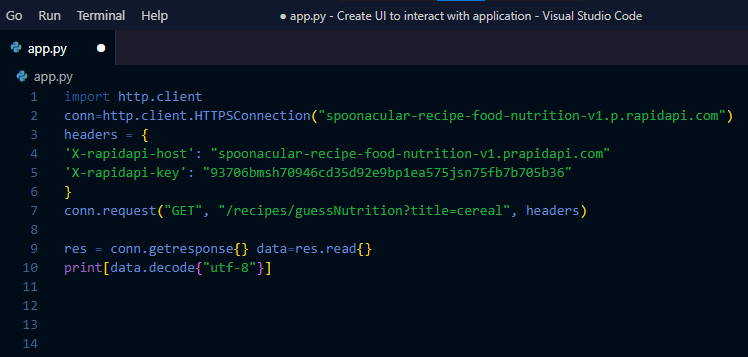 Go Run Terminal Help ● app.py - Create UI to interact with application - Visual Studio Code
app.py ●
app.py
1 import http.client
2 conn=http.client.HTTPSConnection("spoonacular-recipe-food-nutrition-v1.p.rapidapi.com")
3 headers = {
4 'X-rapidapi-host': "spoonacular-recipe-food-nutrition-v1.prapidapi.com"
5 'X-rapidapi-key': "93706bmsh70946cd35d92e9bp1ea575jsn75fb7b705b36"
6 }
7 conn.request("GET", "/recipes/guessNutrition?title=cereal", headers)
8
9 res = conn.getresponse{} data=res.read{}
10 print[data.decode{"utf-8"}]
11
12
13
14